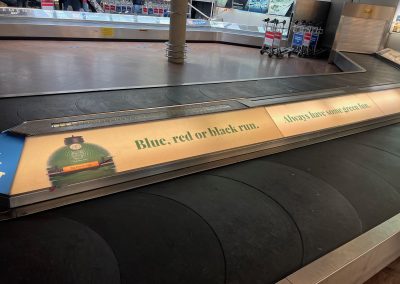 Blue, red or black run.
Always have some green fun.